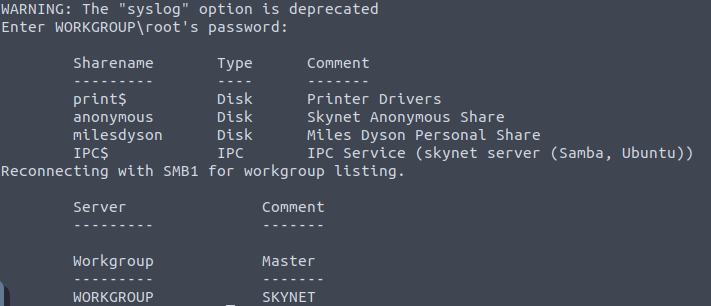 WARNING: The "syslog" option is deprecated
Enter WORKGROUP\root's password:
Sharename Type Comment
--------- ---- -------
print$ Disk Printer Drivers
anonymous Disk Skynet Anonymous Share
milesdyson Disk Miles Dyson Personal Share
IPC$ IPC IPC Service (skynet server (Samba, Ubuntu))
Reconnecting with SMB1 for workgroup listing.
Server Comment
--------- -------
Workgroup Master
--------- -------
WORKGROUP SKYNET